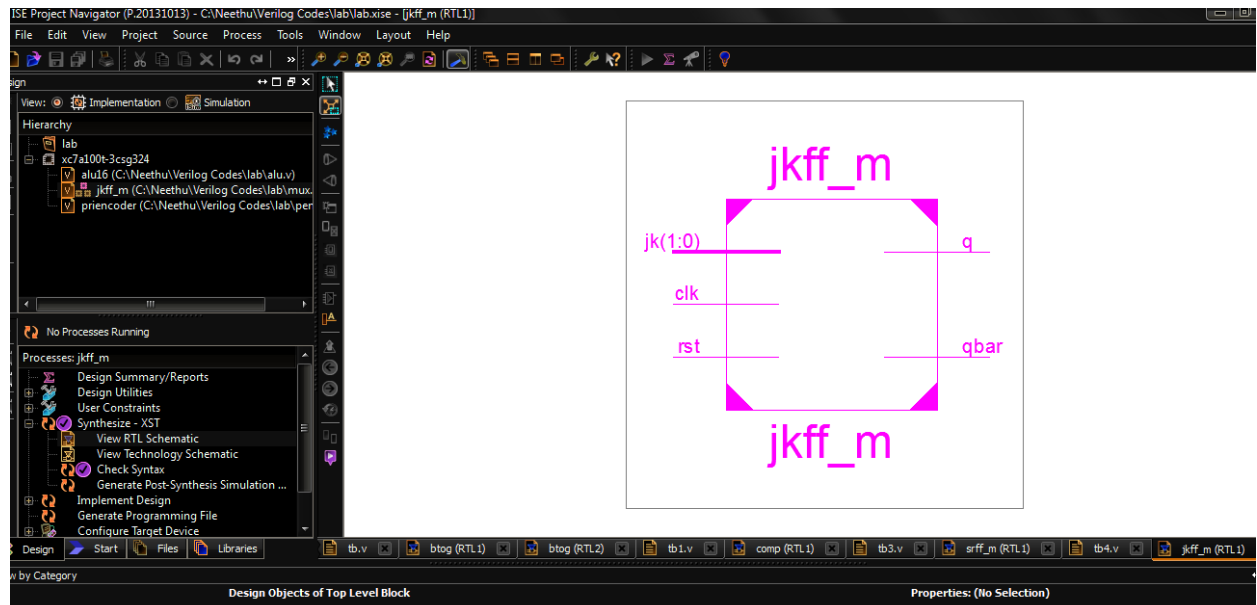 ISE Project Navigator (P.20131013) - C:\Neethu\Verilog Codes\lab\lab.xise - [jkff_m (RTL1)]
File Edit View Project Source Process Tools Window Layout Help
View: Implementation Simulation
Hierarchy
lab
xc7a100t-3csg324
alu16 (C:\Neethu\Verilog Codes\lab\alu.v)
jkff_m (C:\Neethu\Verilog Codes\lab\mux.
priencoder (C:\Neethu\Verilog Codes\lab\per
No Processes Running
Processes: jkff_m
Design Summary/Reports
Design Utilities
User Constraints
Synthesize - XST
View RTL Schematic
View Technology Schematic
Check Syntax
Generate Post-Synthesis Simulation ...
Implement Design
Generate Programming File
Configure Target Device
Design Start Files Libraries
jkff_m
jk(1:0) q
clk
rst qbar
jkff_m
tb.v btog (RTL1) btog (RTL2) tb1.v comp (RTL1) tb3.v srff_m (RTL1) tb4.v jkff_m (RTL1)
by Category
Design Objects of Top Level Block Properties: (No Selection)